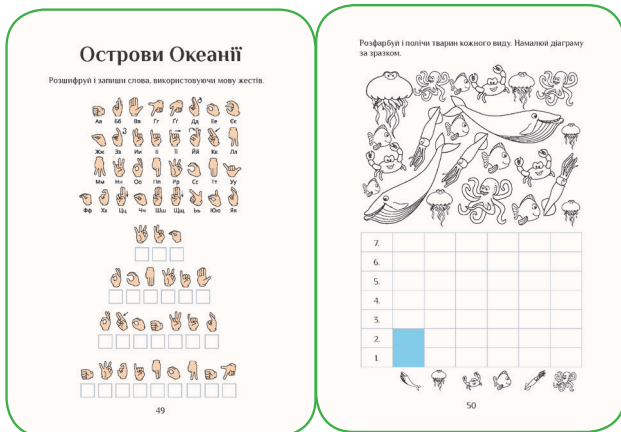 Острови Океанії
Розшифруй і запиши слова, використовуючи мову жестів.
Аа Бб Вв Гг Ґґ Дд Ее Єє
Жж Зз Ии Іі Її Йй Кк Лл
Мм Нн Оо Пп Рр Сс Тт Уу
Фф Хх Цц Чч Шш Щщ Ьь Юю Яя
49
Розфарбуй і полічи тварин кожного виду. Намалюй діаграму
за зразком.
7.
6.
5.
4.
3.
2.
1.
50